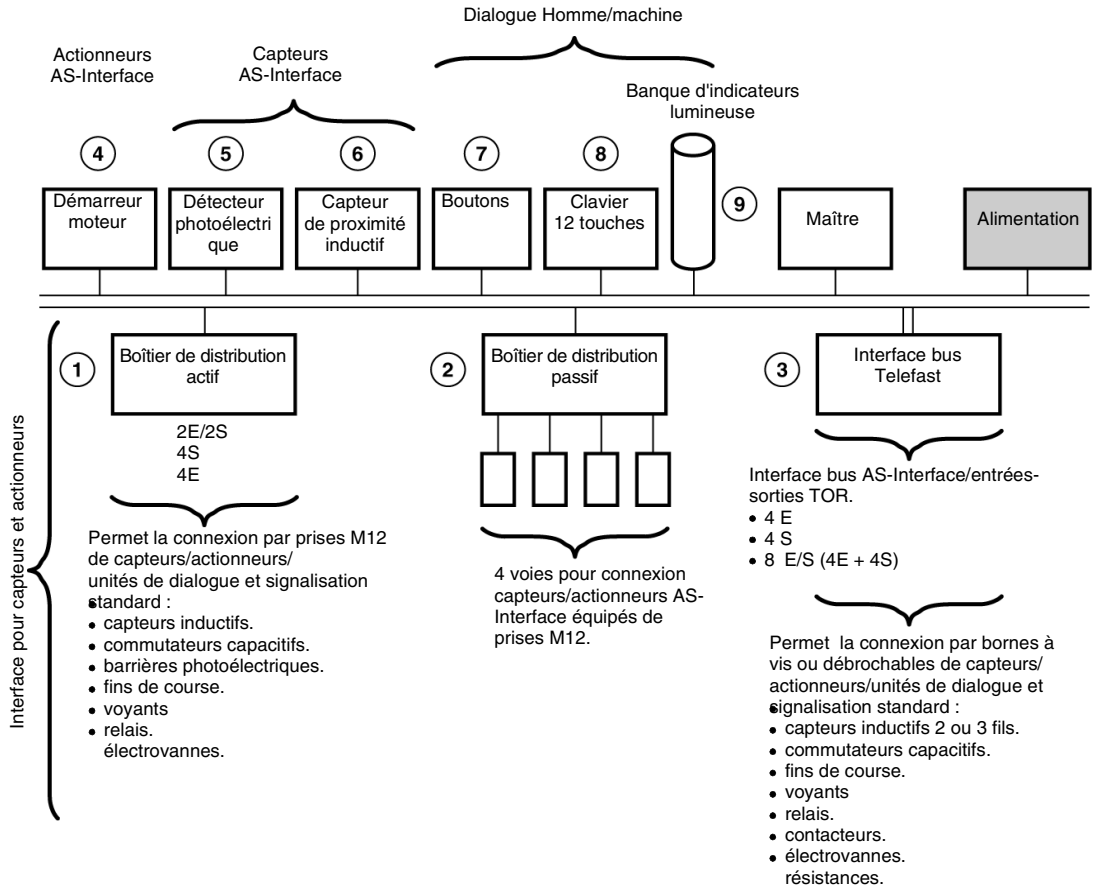 Dialogue Homme/machine
Actionneurs
AS-Interface
Capteurs
AS-Interface
Banque d'indicateurs
lumineuse
4
5
6
7
8
9
Démarreur
moteur
Détecteur
photoélectri
que
Capteur
de proximité
inductif
Boutons
Clavier
12 touches
Maître
Alimentation
Interface pour capteurs et actionneurs
1
Boîtier de distribution
actif
2E/2S
4S
4E
Permet la connexion par prises M12
de capteurs/actionneurs/
unités de dialogue et signalisation
standard :
• capteurs inductifs.
• commutateurs capacitifs.
• barrières photoélectriques.
• fins de course.
• voyants
• relais.
électrovannes.
2
Boîtier de distribution
passif
4 voies pour connexion
capteurs/actionneurs AS-
Interface équipés de
prises M12.
3
Interface bus
Telefast
Interface bus AS-Interface/entrées-
sorties TOR.
• 4 E
• 4 S
• 8 E/S (4E + 4S)
Permet la connexion par bornes à
vis ou débrochables de capteurs/
actionneurs/unités de dialogue et
signalisation standard :
• capteurs inductifs 2 ou 3 fils.
• commutateurs capacitifs.
• fins de course.
• voyants
• relais.
• contacteurs.
• électrovannes.
résistances.